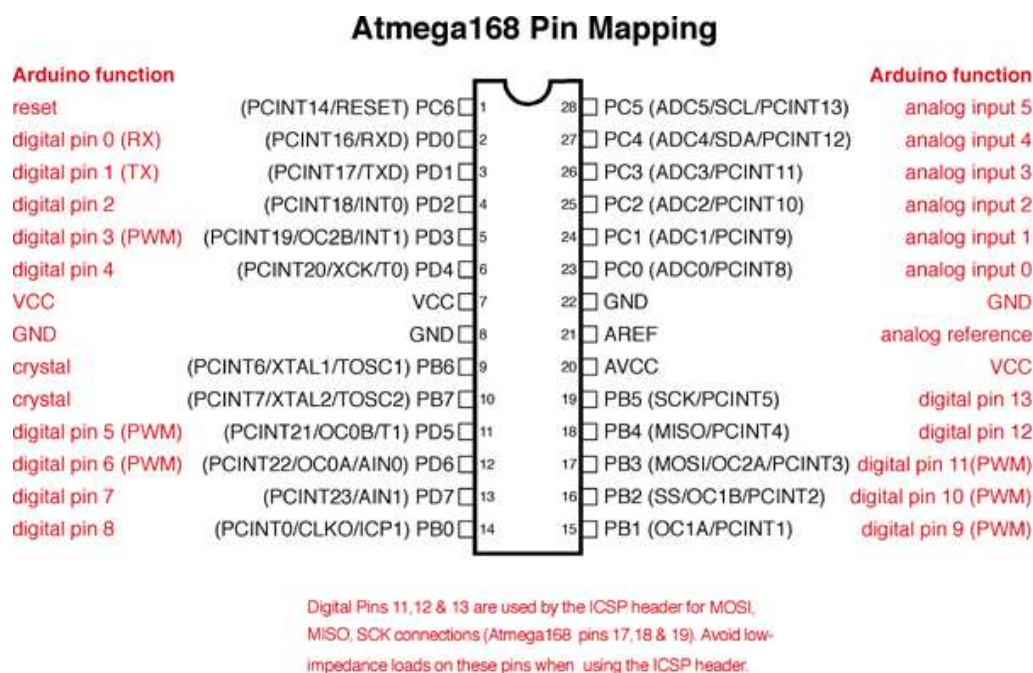 Atmega168 Pin Mapping
Arduino function Arduino function
reset (PCINT14/RESET) PC6 1 28 PC5 (ADC5/SCL/PCINT13) analog input 5
digital pin 0 (RX) (PCINT16/RXD) PD0 2 27 PC4 (ADC4/SDA/PCINT12) analog input 4
digital pin 1 (TX) (PCINT17/TXD) PD1 3 26 PC3 (ADC3/PCINT11) analog input 3
digital pin 2 (PCINT18/INT0) PD2 4 25 PC2 (ADC2/PCINT10) analog input 2
digital pin 3 (PWM) (PCINT19/OC2B/INT1) PD3 5 24 PC1 (ADC1/PCINT9) analog input 1
digital pin 4 (PCINT20/XCK/T0) PD4 6 23 PC0 (ADC0/PCINT8) analog input 0
VCC VCC 7 22 GND GND
GND GND 8 21 AREF analog reference
crystal (PCINT6/XTAL1/TOSC1) PB6 9 20 AVCC VCC
crystal (PCINT7/XTAL2/TOSC2) PB7 10 19 PB5 (SCK/PCINT5) digital pin 13
digital pin 5 (PWM) (PCINT21/OC0B/T1) PD5 11 18 PB4 (MISO/PCINT4) digital pin 12
digital pin 6 (PWM) (PCINT22/OC0A/AIN0) PD6 12 17 PB3 (MOSI/OC2A/PCINT3) digital pin 11(PWM)
digital pin 7 (PCINT23/AIN1) PD7 13 16 PB2 (SS/OC1B/PCINT2) digital pin 10 (PWM)
digital pin 8 (PCINT0/CLKO/ICP1) PB0 14 15 PB1 (OC1A/PCINT1) digital pin 9 (PWM)
Digital Pins 11,12 & 13 are used by the ICSP header for MOSI,
MISO, SCK connections (Atmega168 pins 17,18 & 19). Avoid low-
impedance loads on these pins when using the ICSP header.